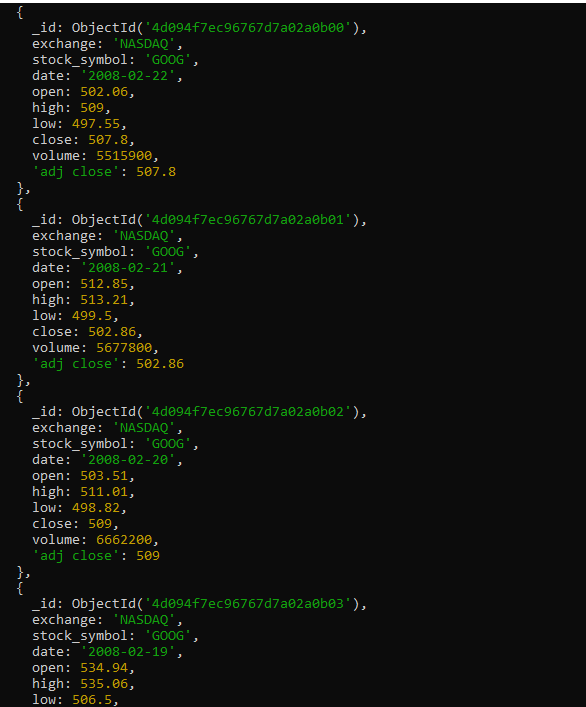 {
_id: ObjectId('4d094f7ec96767d7a02a0b00'),
exchange: 'NASDAQ',
stock_symbol: 'GOOG',
date: '2008-02-22',
open: 502.06,
high: 509,
low: 497.55,
close: 507.8,
volume: 5515900,
'adj close': 507.8
},
{
_id: ObjectId('4d094f7ec96767d7a02a0b01'),
exchange: 'NASDAQ',
stock_symbol: 'GOOG',
date: '2008-02-21',
open: 512.85,
high: 513.21,
low: 499.5,
close: 502.86,
volume: 5677800,
'adj close': 502.86
},
{
_id: ObjectId('4d094f7ec96767d7a02a0b02'),
exchange: 'NASDAQ',
stock_symbol: 'GOOG',
date: '2008-02-20',
open: 503.51,
high: 511.01,
low: 498.82,
close: 509,
volume: 6662200,
'adj close': 509
},
{
_id: ObjectId('4d094f7ec96767d7a02a0b03'),
exchange: 'NASDAQ',
stock_symbol: 'GOOG',
date: '2008-02-19',
open: 534.94,
high: 535.06,
low: 506.5,